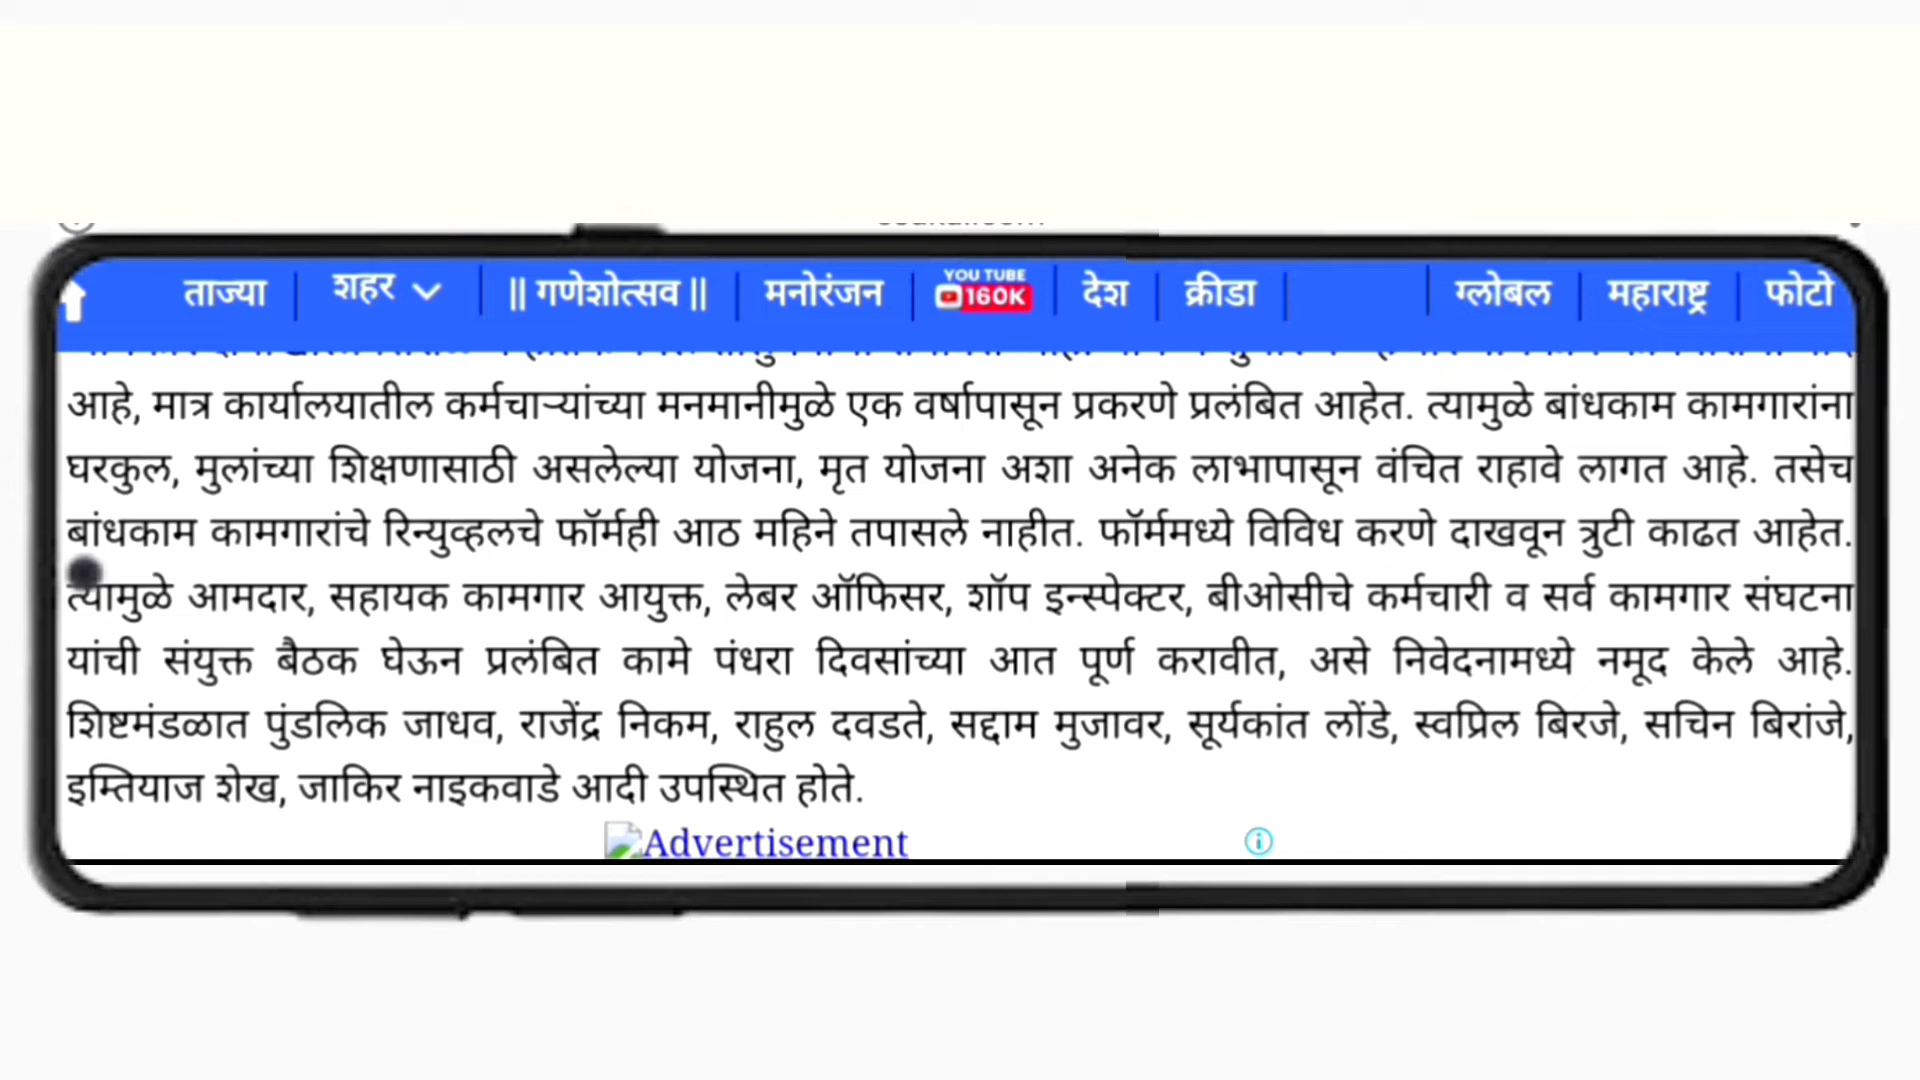 ताज्या शहर || गणेशोत्सव || मनोरंजन YOU TUBE 160K देश क्रीडा ग्लोबल महाराष्ट्र फोटो
आहे, मात्र कार्यालयातील कर्मचाऱ्यांच्या मनमानीमुळे एक वर्षापासून प्रकरणे प्रलंबित आहेत. त्यामुळे बांधकाम कामगारांना
घरकुल, मुलांच्या शिक्षणासाठी असलेल्या योजना, मृत योजना अशा अनेक लाभापासून वंचित राहावे लागत आहे. तसेच
बांधकाम कामगारांचे रिन्युव्हलचे फॉर्मही आठ महिने तपासले नाहीत. फॉर्ममध्ये विविध करणे दाखवून त्रुटी काढत आहेत.
त्यामुळे आमदार, सहायक कामगार आयुक्त, लेबर ऑफिसर, शॉप इन्स्पेक्टर, बीओसीचे कर्मचारी व सर्व कामगार संघटना
यांची संयुक्त बैठक घेऊन प्रलंबित कामे पंधरा दिवसांच्या आत पूर्ण करावीत, असे निवेदनामध्ये नमूद केले आहे.
शिष्टमंडळात पुंडलिक जाधव, राजेंद्र निकम, राहुल दवडते, सद्दाम मुजावर, सूर्यकांत लोंडे, स्वप्रिल बिरजे, सचिन बिरांजे,
इम्तियाज शेख, जाकिर नाइकवाडे आदी उपस्थित होते.
Advertisement